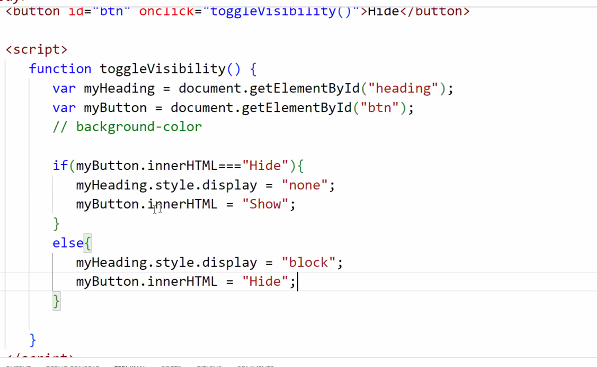 <button id="btn" onclick="toggleVisibility()">Hide</button>
<script>
function toggleVisibility() {
var myHeading = document.getElementById("heading");
var myButton = document.getElementById("btn");
// background-color
if(myButton.innerHTML==="Hide"){
myHeading.style.display = "none";
myButton.innerHTML = "Show";
}
else{
myHeading.style.display = "block";
myButton.innerHTML = "Hide";
}
}
</script>